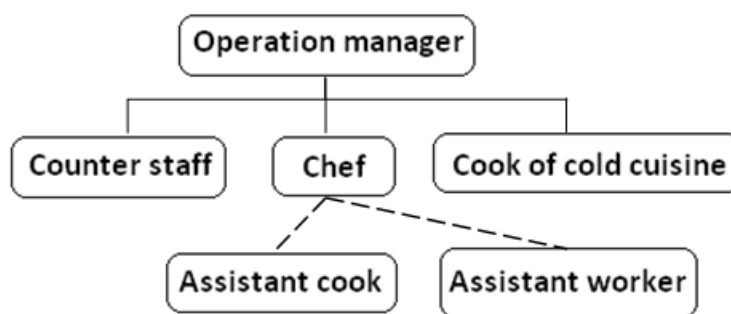 Operation manager
Counter staff
Chef
Cook of cold cuisine
Assistant cook
Assistant worker